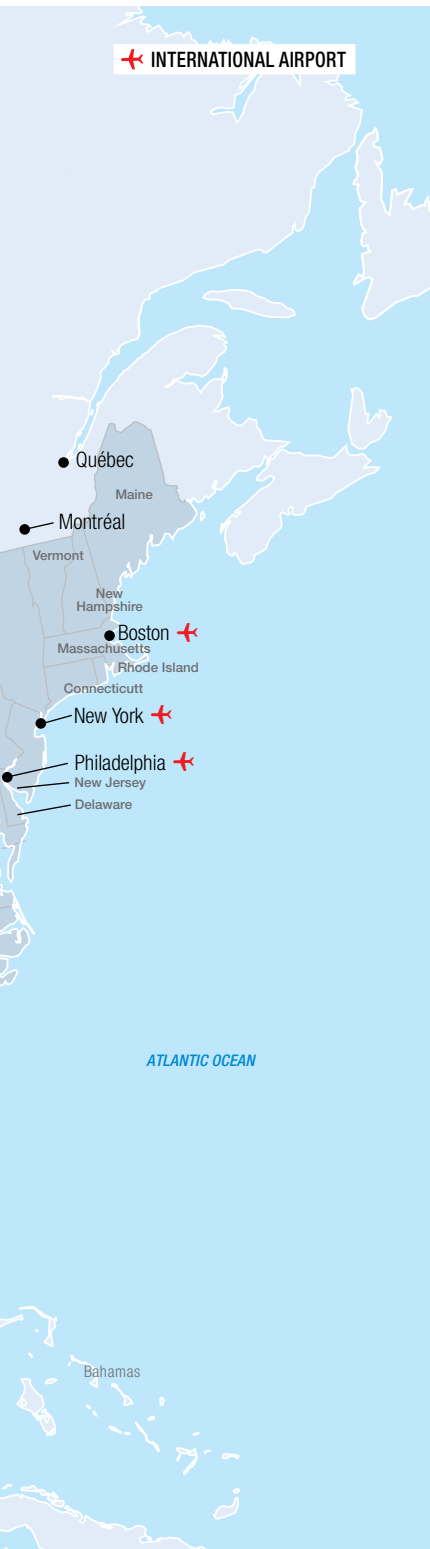 INTERNATIONAL AIRPORT
Québec
Maine
Montréal
Vermont
New
Hampshire
Boston
Massachusetts
Rhode Island
Connecticutt
New York
Philadelphia
New Jersey
Delaware
ATLANTIC OCEAN
Bahamas